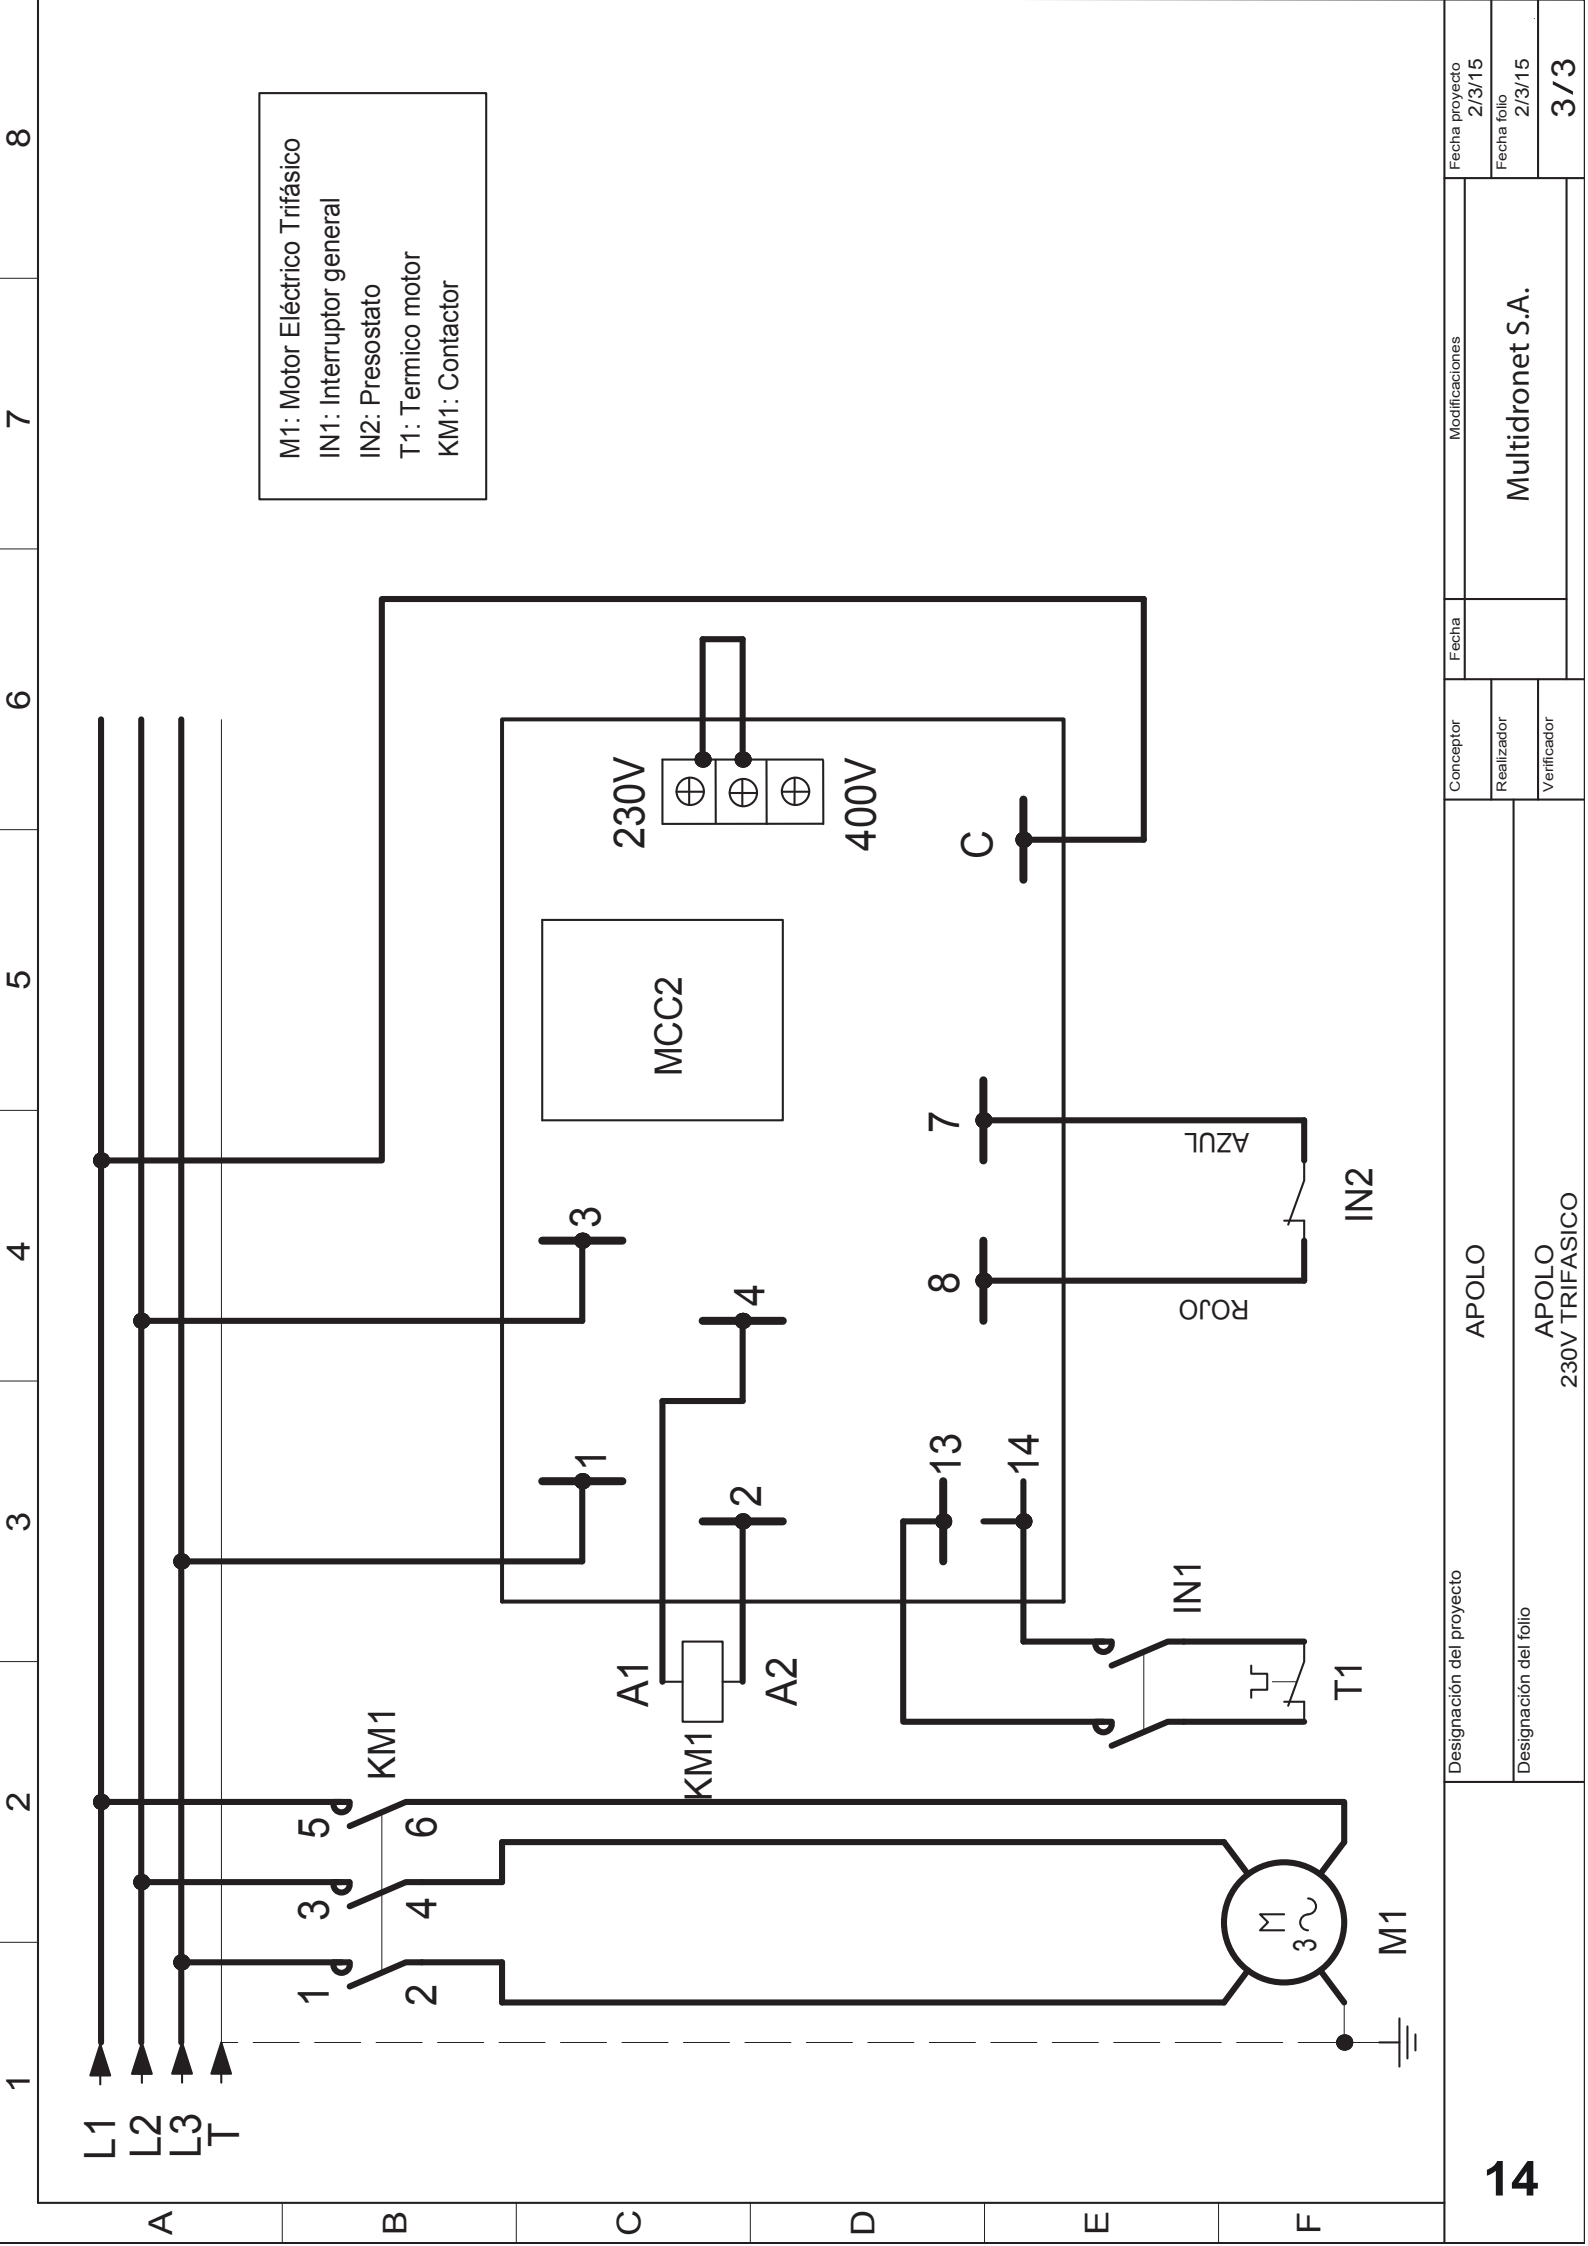 1
2
3
4
5
6
7
8
A
B
C
D
E
F
L1
L2
L3
T
M1: Motor Eléctrico Trifásico
IN1: Interruptor general
IN2: Presostato
T1: Termico motor
KM1: Contactor
1
3
5
KM1
2
4
6
A1
KM1
A2
1
3
2
4
MCC2
230V
400V
13
14
8
7
C
IN1
ROJO
AZUL
IN2
T1
M
3
M1
Designación del proyecto
APOLO
Designación del folio
APOLO
230V TRIFASICO
Conceptor
Realizador
Verificador
Fecha
Modificaciones
Multidronet S.A.
Fecha proyecto
2/3/15
Fecha folio
2/3/15
3/3
14